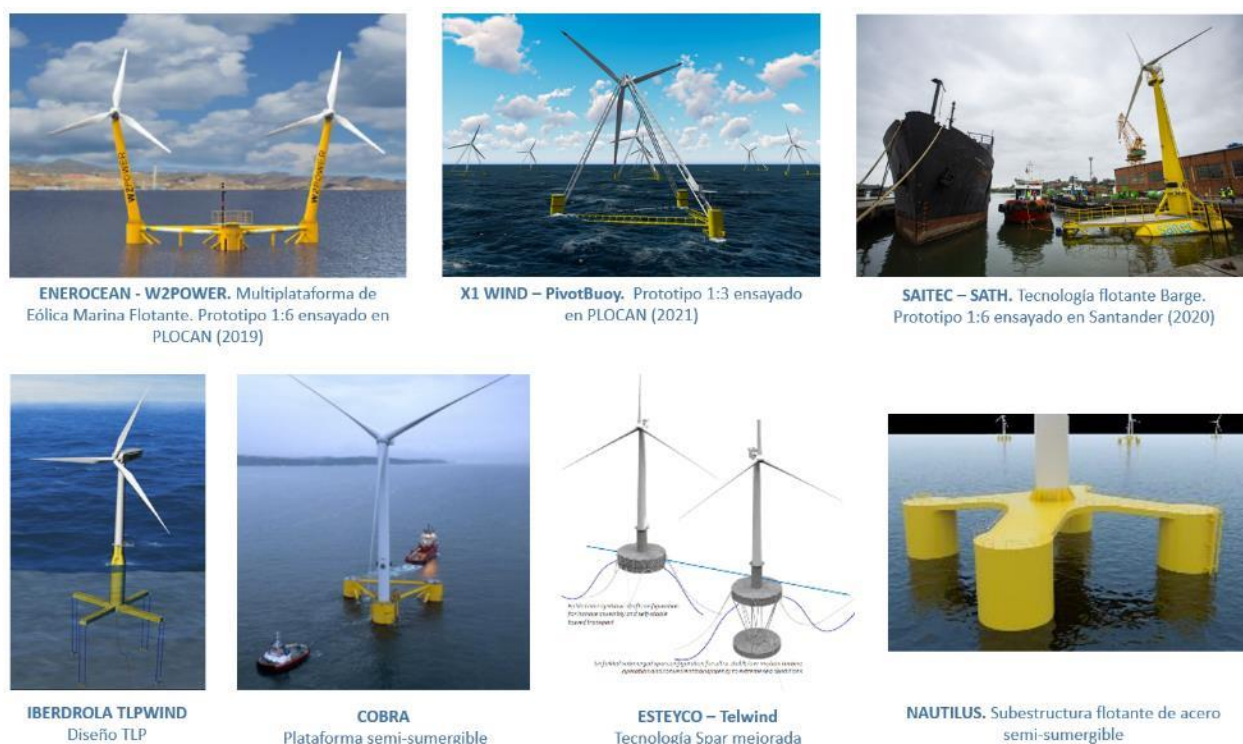 W2POWER
W2POWER
ENEROCEAN - W2POWER. Multiplataforma de
Eólica Marina Flotante. Prototipo 1:6 ensayado en
PLOCAN (2019)
X1 WIND – PivotBuoy. Prototipo 1:3 ensayado
en PLOCAN (2021)
SAITEC – SATH. Tecnología flotante Barge.
Prototipo 1:6 ensayado en Santander (2020)
IBERDROLA TLPWIND
Diseño TLP
COBRA
Plataforma semi-sumergible
ESTEYCO – Telwind
Tecnología Spar mejorada
NAUTILUS. Subestructura flotante de acero
semi-sumergible